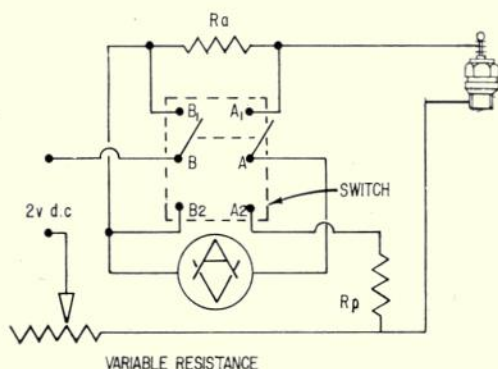 Ra
B1 A1
B A
SWITCH
2v d.c
B2 A2
Rp
VARIABLE RESISTANCE